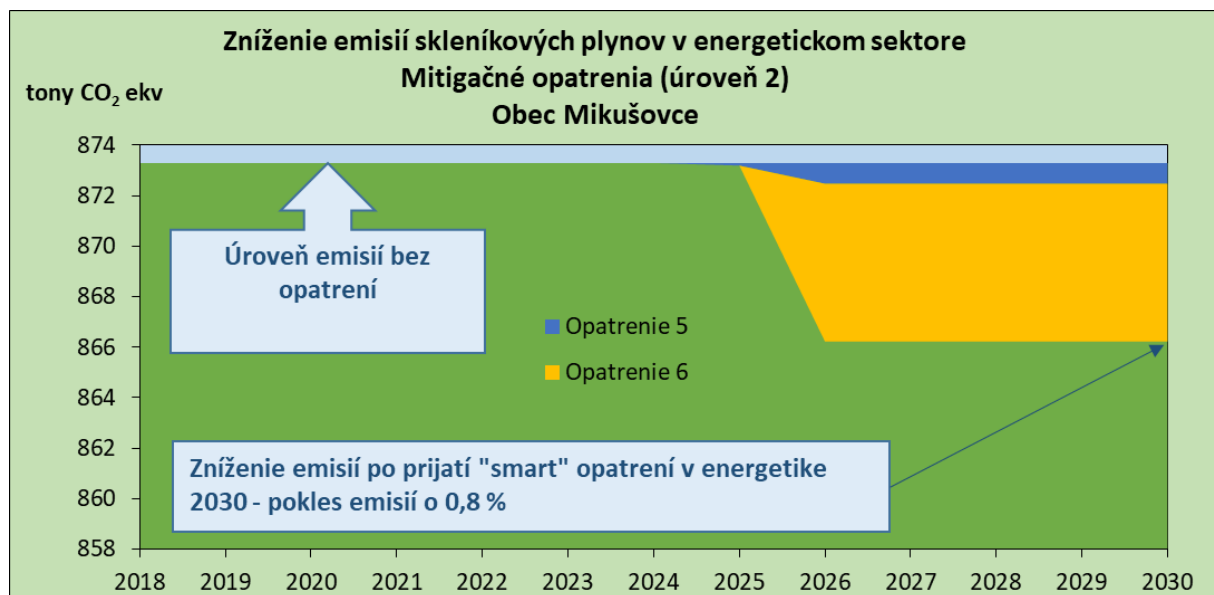 Zníženie emisií skleníkových plynov v energetickom sektore
Mitigačné opatrenia (úroveň 2)
Obec Mikušovce
tony CO₂ ekv
874
872
870
868
866
864
862
860
858
Úroveň emisií bez
opatrení
Opatrenie 5
Opatrenie 6
Zníženie emisií po prijatí "smart" opatrení v energetike
2030 - pokles emisií o 0,8 %
2018 2019 2020 2021 2022 2023 2024 2025 2026 2027 2028 2029 2030